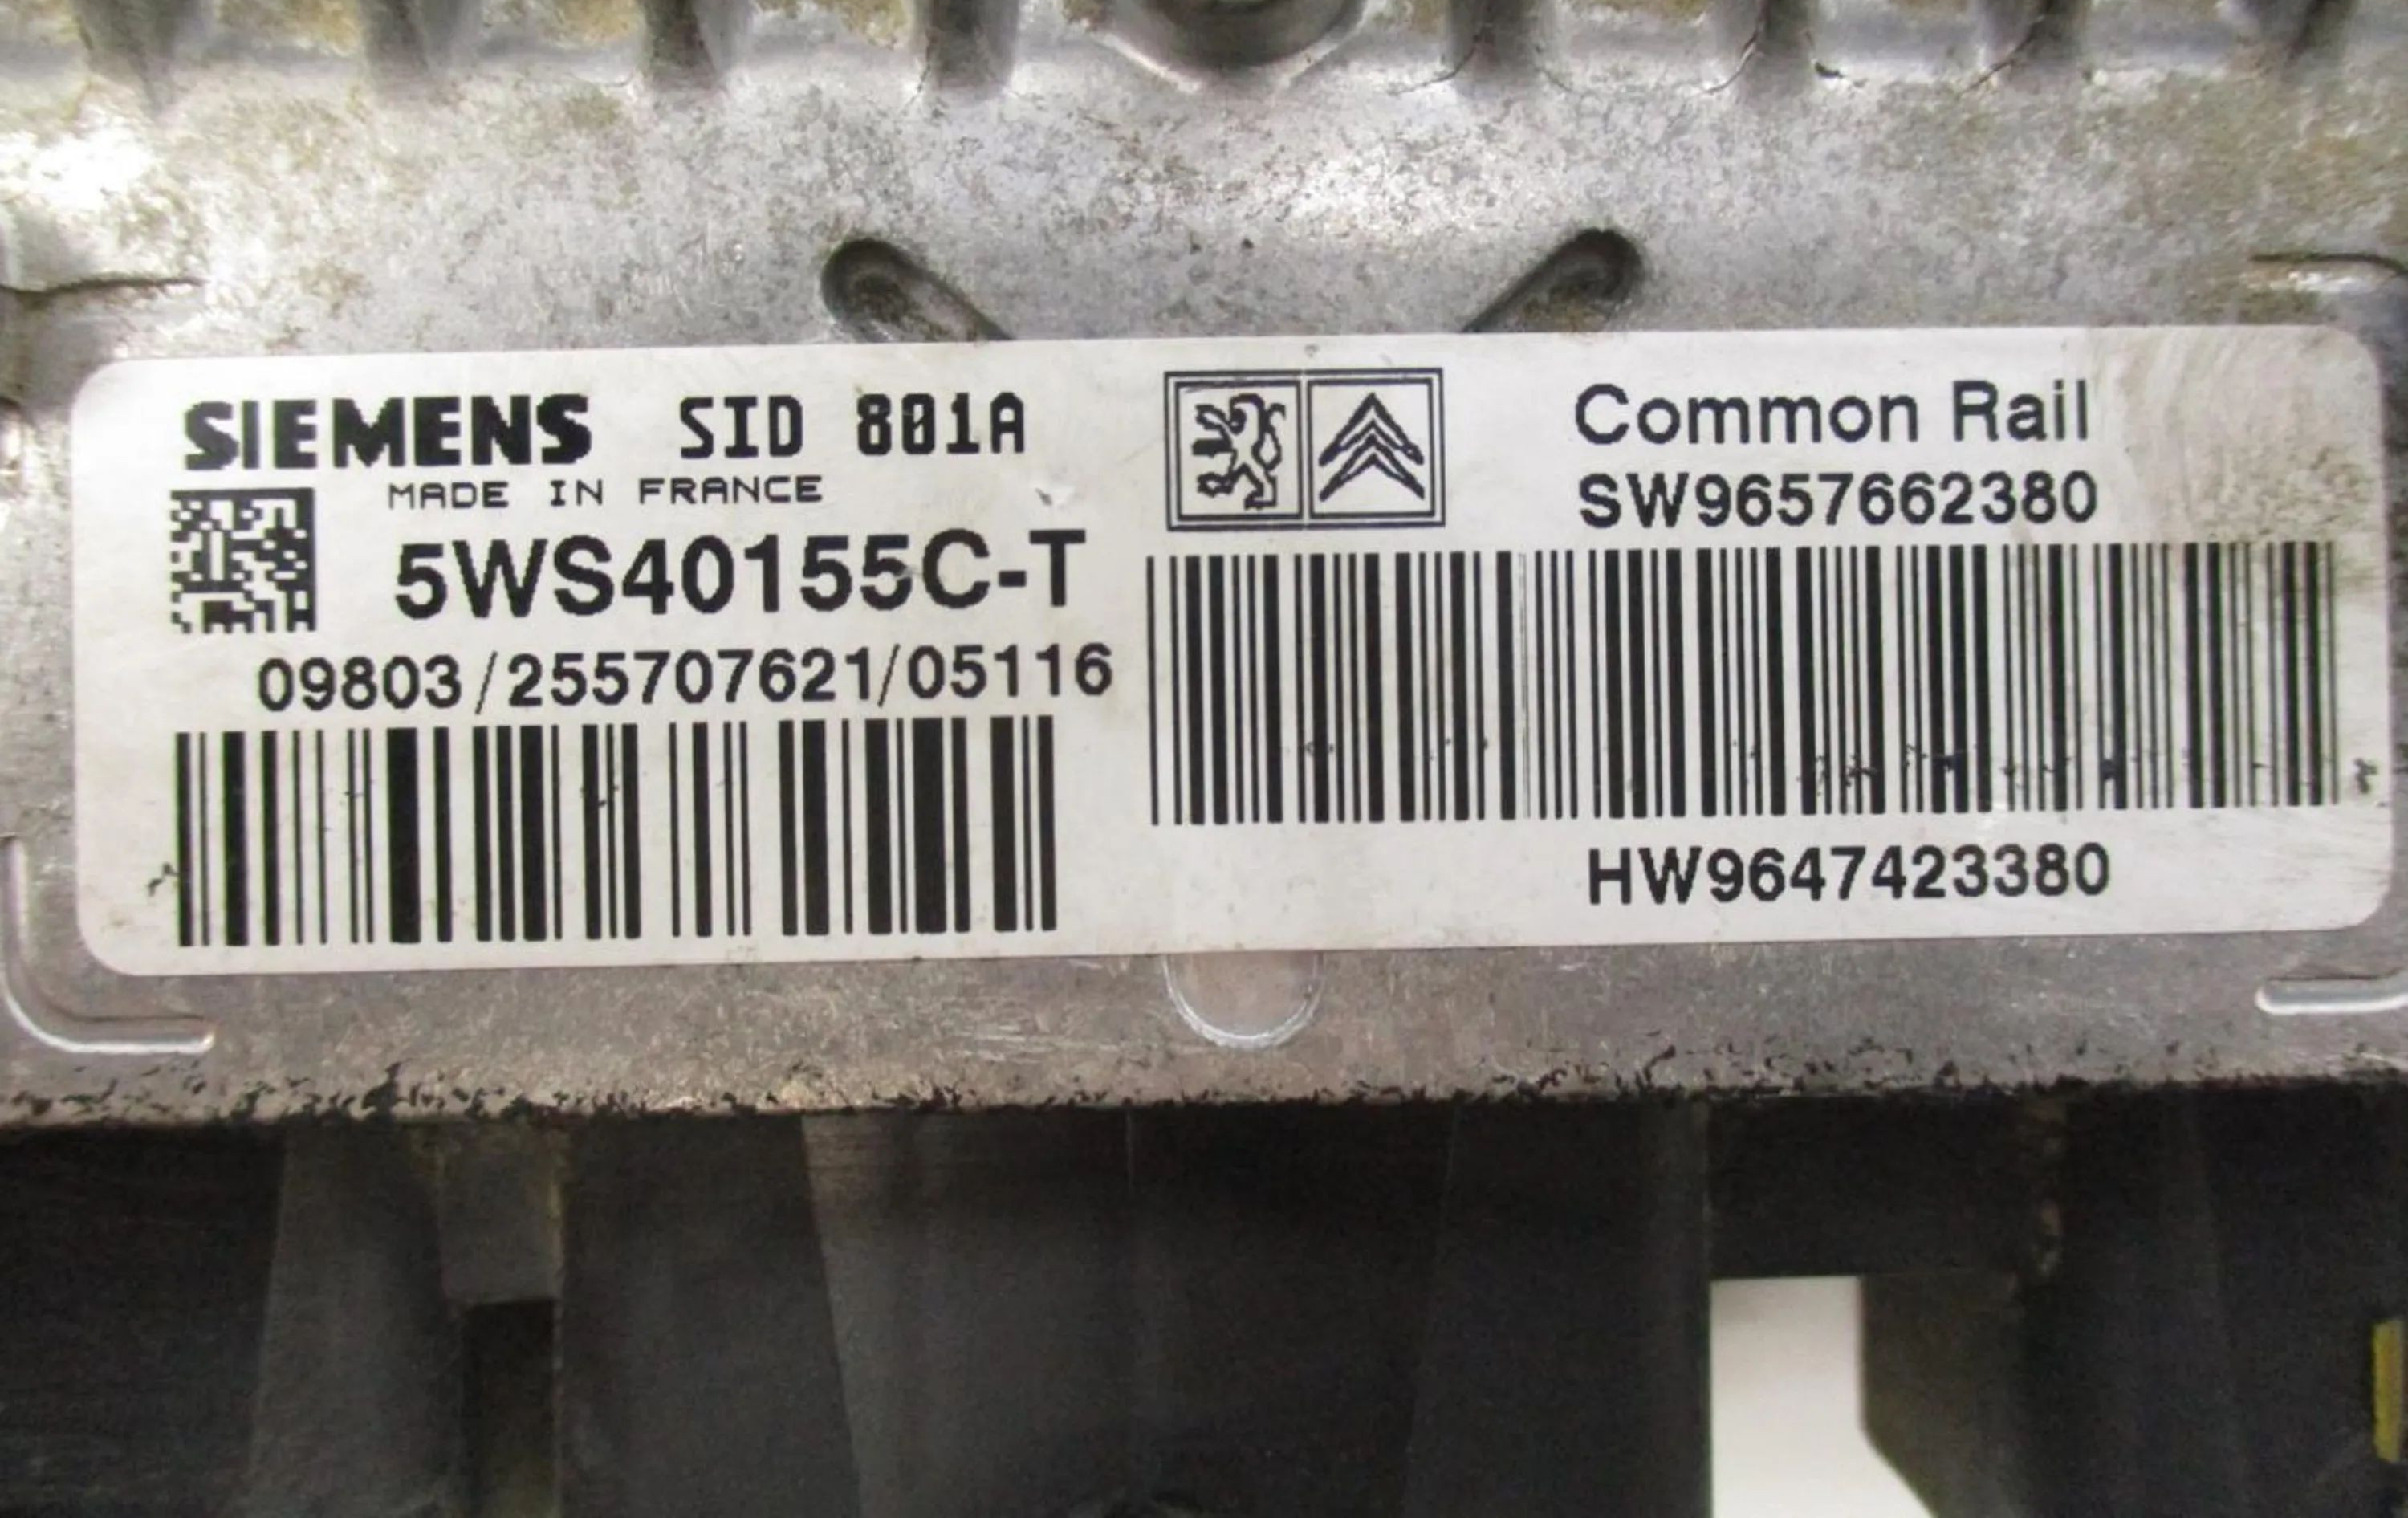 SIEMENS SID 801A
MADE IN FRANCE
5WS40155C-T
09803/255707621/05116
Common Rail
SW9657662380
HW9647423380